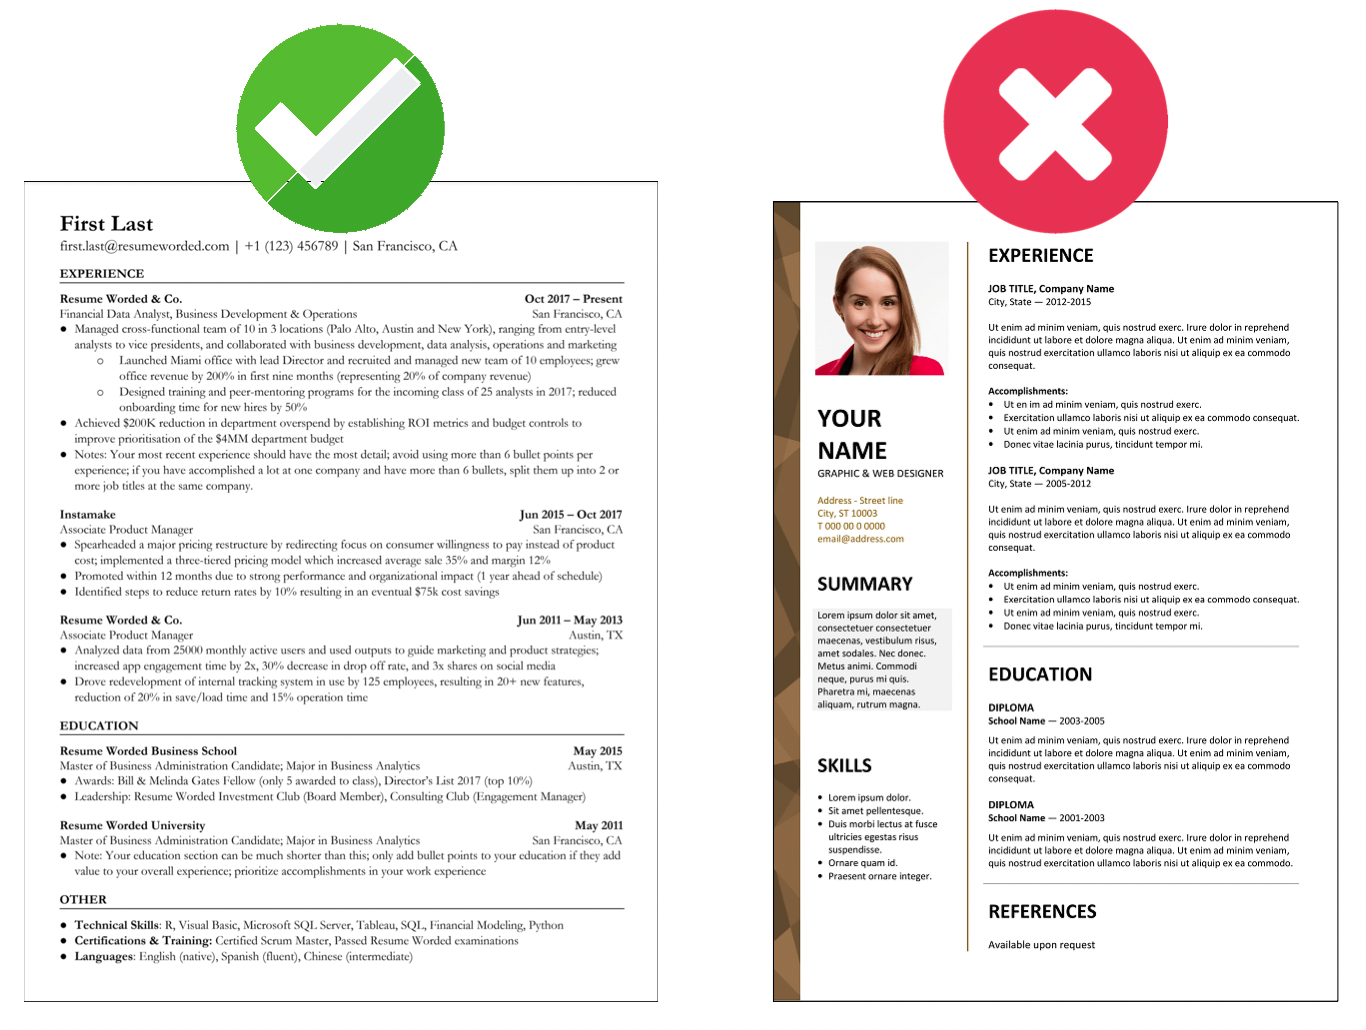 First Last
first.last@resumeworded.com | +1 (123) 456789 | San Francisco, CA
EXPERIENCE
Resume Worded & Co. Oct 2017 – Present
Financial Data Analyst, Business Development & Operations San Francisco, CA
● Managed cross-functional team of 10 in 3 locations (Palo Alto, Austin and New York), ranging from entry-level
analysts to vice presidents, and collaborated with business development, data analysis, operations and marketing
○ Launched Miami office with lead Director and recruited and managed new team of 10 employees; grew
office revenue by 200% in first nine months (representing 20% of company revenue)
○ Designed training and peer-mentoring programs for the incoming class of 25 analysts in 2017; reduced
onboarding time for new hires by 50%
● Achieved $200K reduction in department overspend by establishing ROI metrics and budget controls to
improve prioritisation of the $4MM department budget
● Notes: Your most recent experience should have the most detail; avoid using more than 6 bullet points per
experience; if you have accomplished a lot at one company and have more than 6 bullets, split them up into 2 or
more job titles at the same company.
Instamake Jun 2015 – Oct 2017
Associate Product Manager San Francisco, CA
● Spearheaded a major pricing restructure by redirecting focus on consumer willingness to pay instead of product
cost; implemented a three-tiered pricing model which increased average sale 35% and margin 12%
● Promoted within 12 months due to strong performance and organizational impact (1 year ahead of schedule)
● Identified steps to reduce return rates by 10% resulting in an eventual $75k cost savings
Resume Worded & Co. Jun 2011 – May 2013
Associate Product Manager Austin, TX
● Analyzed data from 25000 monthly active users and used outputs to guide marketing and product strategies;
increased app engagement time by 2x, 30% decrease in drop off rate, and 3x shares on social media
● Drove redevelopment of internal tracking system in use by 125 employees, resulting in 20+ new features,
reduction of 20% in save/load time and 15% operation time
EDUCATION
Resume Worded Business School May 2015
Master of Business Administration Candidate; Major in Business Analytics Austin, TX
● Awards: Bill & Melinda Gates Fellow (only 5 awarded to class), Director's List 2017 (top 10%)
● Leadership: Resume Worded Investment Club (Board Member), Consulting Club (Engagement Manager)
Resume Worded University May 2011
Master of Business Administration Candidate; Major in Business Analytics San Francisco, CA
● Note: Your education section can be much shorter than this; only add bullet points to your education if they add
value to your overall experience; prioritize accomplishments in your work experience
OTHER
● Technical Skills: R, Visual Basic, Microsoft SQL Server, Tableau, SQL, Financial Modeling, Python
● Certifications & Training: Certified Scrum Master, Passed Resume Worded examinations
● Languages: English (native), Spanish (fluent), Chinese (intermediate)
YOUR
NAME
GRAPHIC & WEB DESIGNER
Address - Street line
City, ST 10003
T 000 00 0 0000
email@address.com
SUMMARY
Lorem ipsum dolor sit amet,
consectetuer consectetuer
maecenas, vestibulum risus,
amet sodales. Nec donec.
Metus animi. Commodi
neque, purus mi quis.
Pharetra mi, maecenas
aliquam, rutrum magna.
SKILLS
• Lorem ipsum dolor.
• Sit amet pellentesque.
• Duis morbi lectus at fusce
ultricies egestas risus
suspendisse.
• Ornare quam id.
• Praesent ornare integer.
EXPERIENCE
JOB TITLE, Company Name
City, State — 2012-2015
Ut enim ad minim veniam, quis nostrud exerc. Irure dolor in reprehend
incididunt ut labore et dolore magna aliqua. Ut enim ad minim veniam,
quis nostrud exercitation ullamco laboris nisi ut aliquip ex ea commodo
consequat.
Accomplishments:
• Ut en im ad minim veniam, quis nostrud exerc.
• Exercitation ullamco laboris nisi ut aliquip ex ea commodo consequat.
• Ut enim ad minim veniam, quis nostrud exerc.
• Donec vitae lacinia purus, tincidunt tempor mi.
JOB TITLE, Company Name
City, State — 2005-2012
Ut enim ad minim veniam, quis nostrud exerc. Irure dolor in reprehend
incididunt ut labore et dolore magna aliqua. Ut enim ad minim veniam,
quis nostrud exercitation ullamco laboris nisi ut aliquip ex ea commodo
consequat.
Accomplishments:
• Ut enim ad minim veniam, quis nostrud exerc.
• Exercitation ullamco laboris nisi ut aliquip ex ea commodo consequat.
• Ut enim ad minim veniam, quis nostrud exerc.
• Donec vitae lacinia purus, tincidunt tempor mi.
EDUCATION
DIPLOMA
School Name — 2003-2005
Ut enim ad minim veniam, quis nostrud exerc. Irure dolor in reprehend
incididunt ut labore et dolore magna aliqua. Ut enim ad minim veniam,
quis nostrud exercitation ullamco laboris nisi ut aliquip ex ea commodo
consequat.
DIPLOMA
School Name — 2001-2003
Ut enim ad minim veniam, quis nostrud exerc. Irure dolor in reprehend
incididunt ut labore et dolore magna aliqua. Ut enim ad minim veniam,
quis nostrud exercitation ullamco laboris nisi ut aliquip ex ea commodo.
REFERENCES
Available upon request